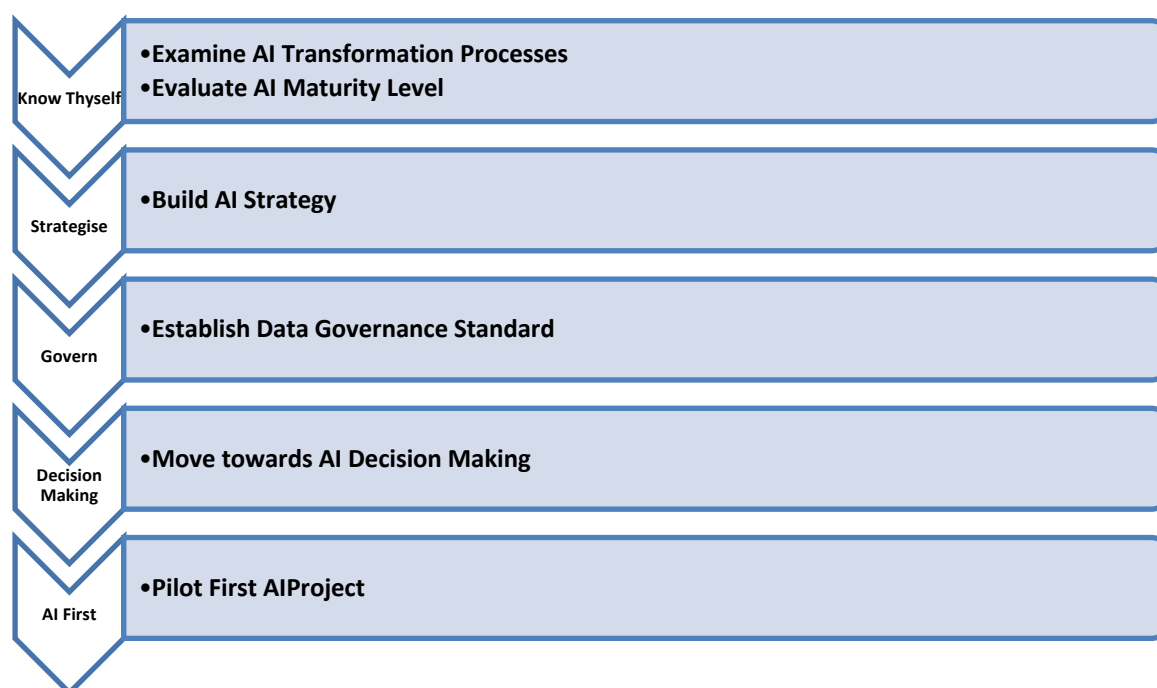 Know Thyself
•Examine AI Transformation Processes
•Evaluate AI Maturity Level
Strategise
•Build AI Strategy
Govern
•Establish Data Governance Standard
Decision
Making
•Move towards AI Decision Making
AI First
•Pilot First AIProject